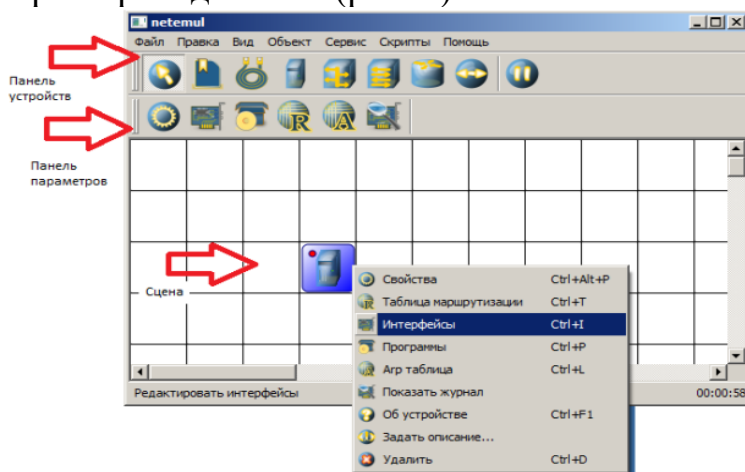 netemul
Файл Правка Вид Объект Сервис Скрипты Помощь
Панель
устройств
Панель
параметров
Сцена
Свойства Ctrl+Alt+P
Таблица маршрутизации Ctrl+T
Интерфейсы Ctrl+I
Программы Ctrl+P
Arp таблица Ctrl+L
Показать журнал
Об устройстве Ctrl+F1
Задать описание...
Удалить Ctrl+D
Редактировать интерфейсы 00:00:58